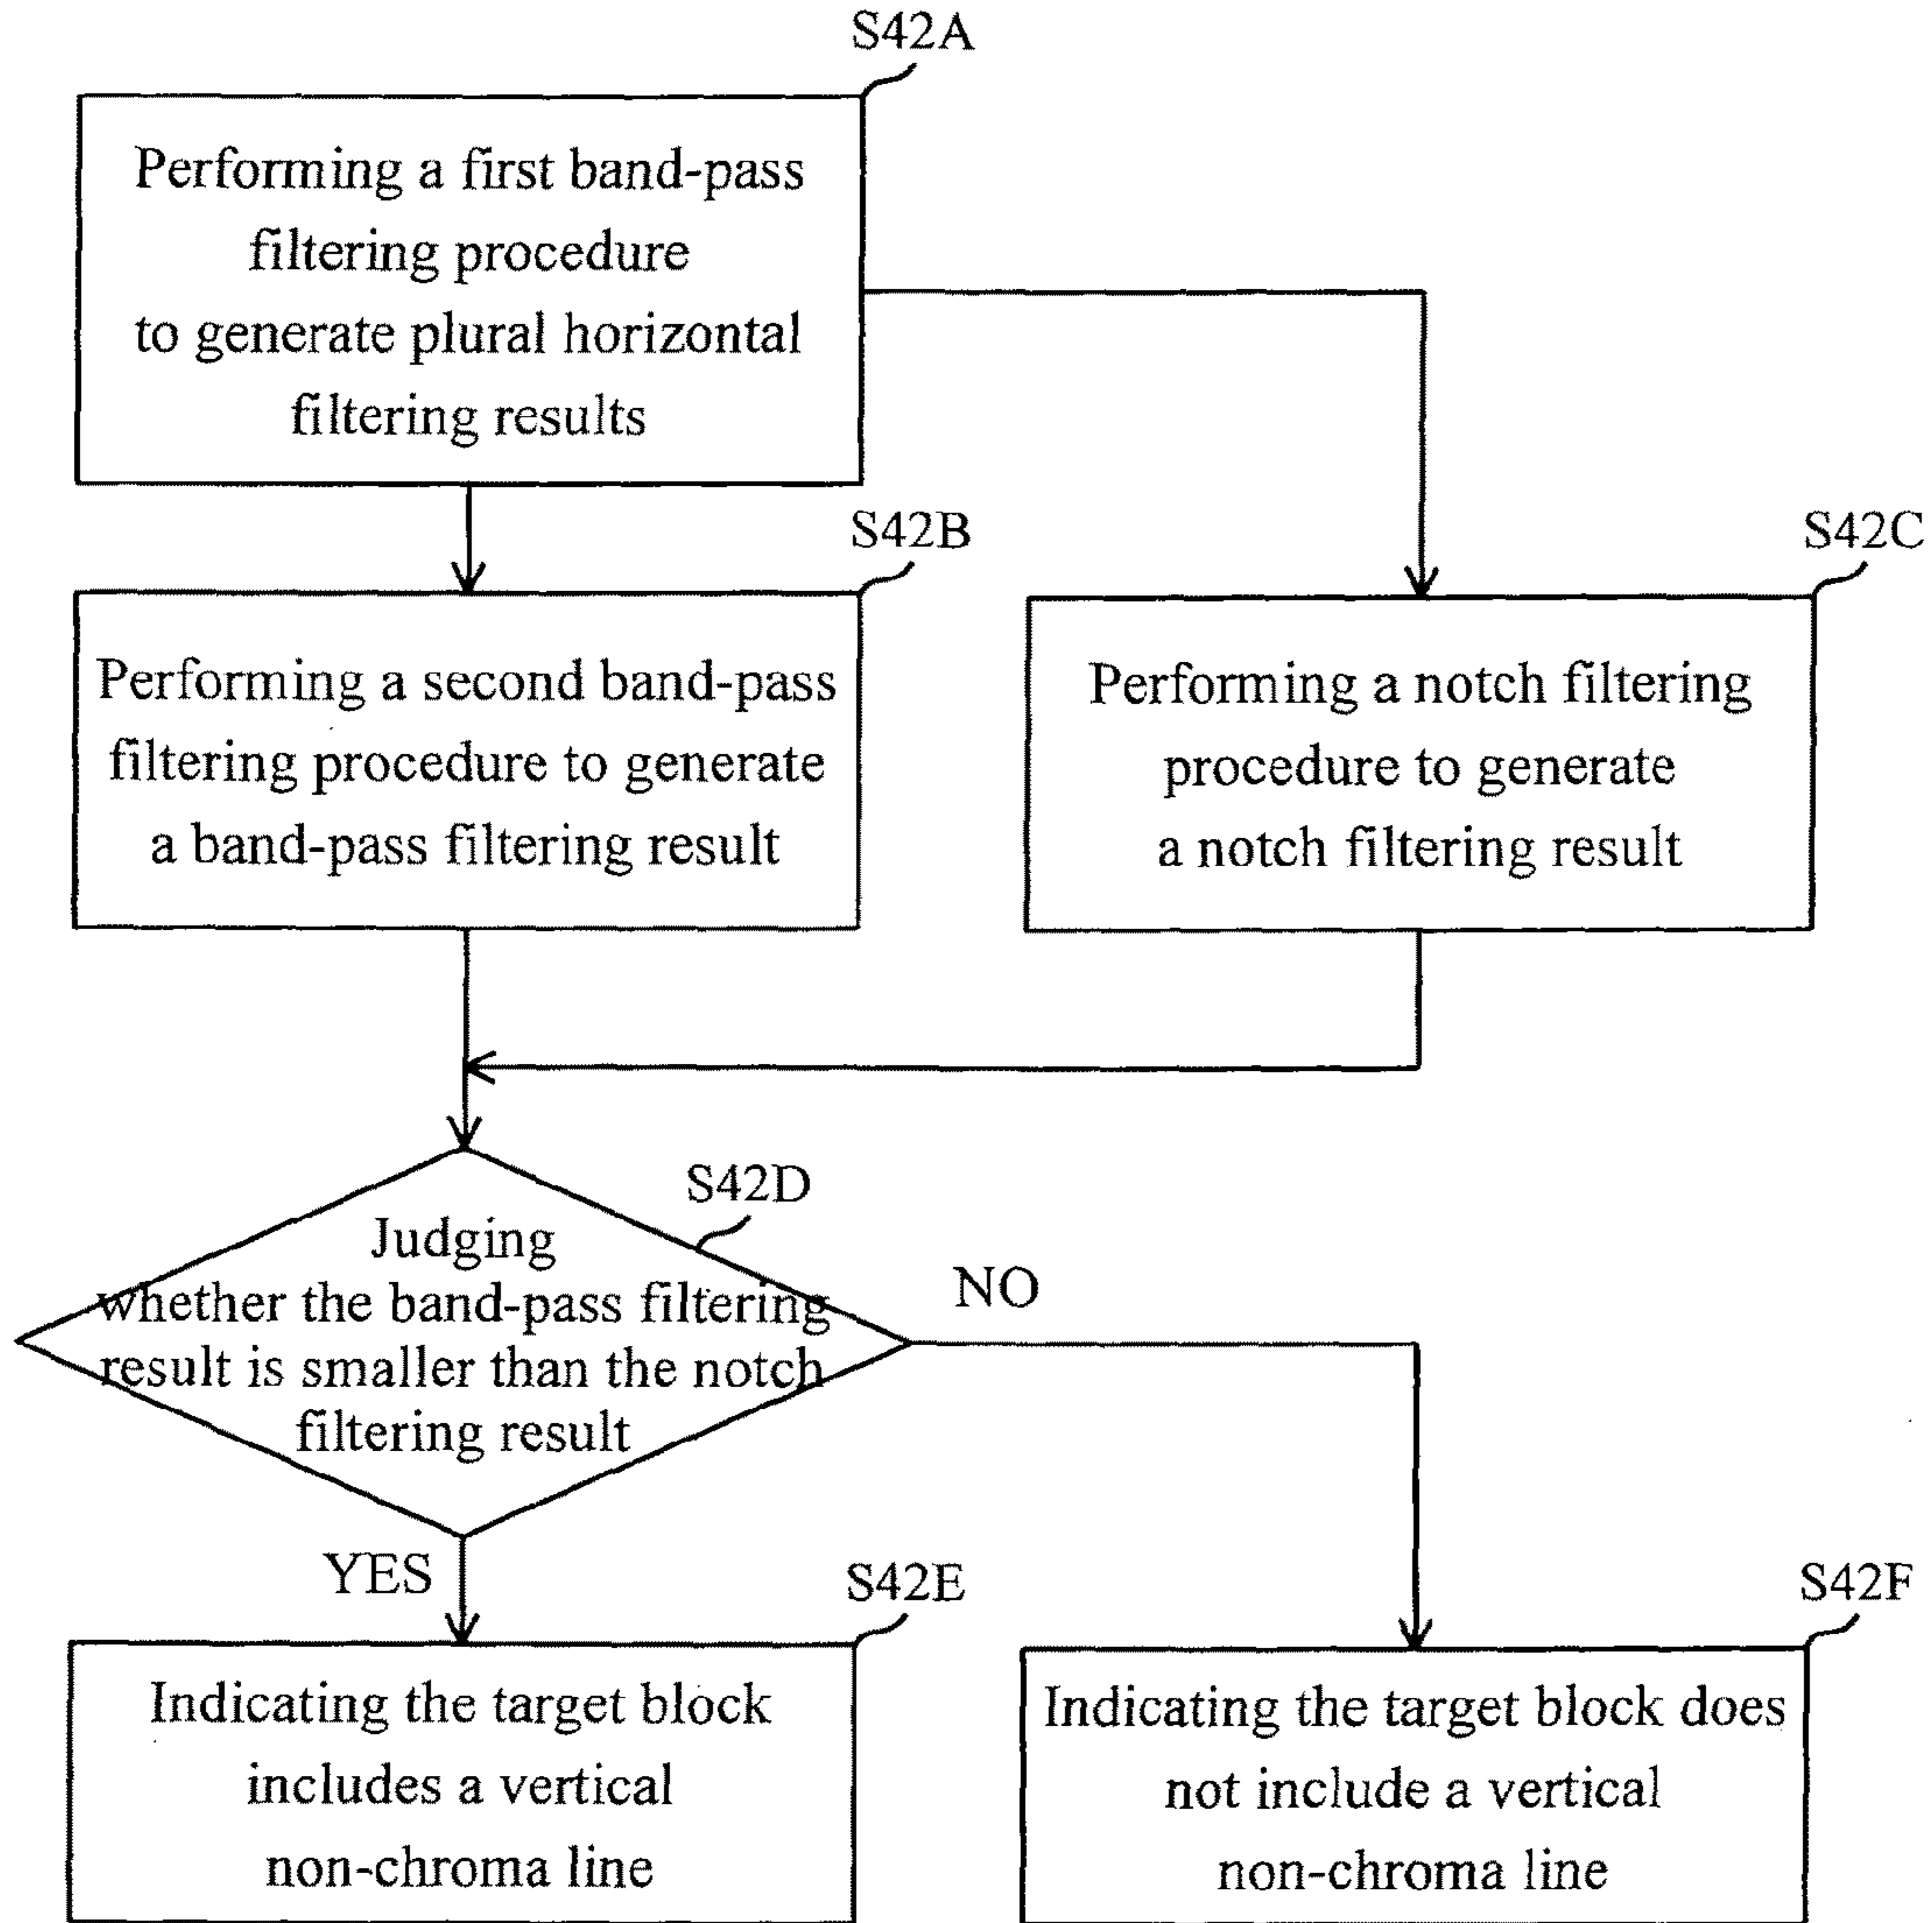 S42A
Performing a first band-pass
filtering procedure
to generate plural horizontal
filtering results
S42B
Performing a second band-pass
filtering procedure to generate
a band-pass filtering result
S42C
Performing a notch filtering
procedure to generate
a notch filtering result
S42D
Judging
whether the band-pass filtering
result is smaller than the notch
filtering result
NO
YES
S42E
Indicating the target block
includes a vertical
non-chroma line
S42F
Indicating the target block does
not include a vertical
non-chroma line